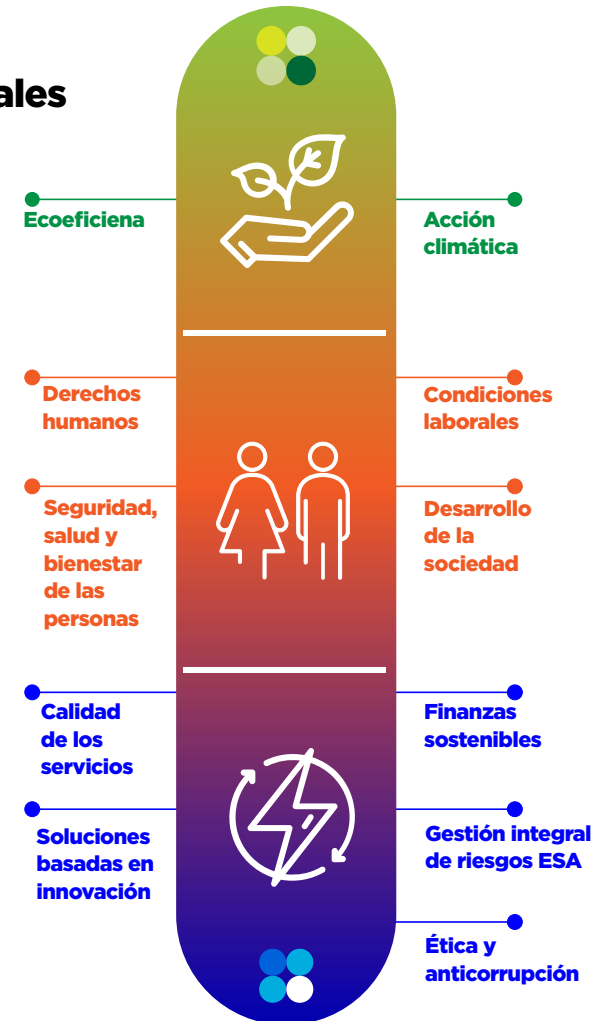 ales
Ecoeficiena
Acción
climática
Derechos
humanos
Condiciones
laborales
Seguridad,
salud y
bienestar
de las
personas
Desarrollo
de la
sociedad
Calidad
de los
servicios
Finanzas
sostenibles
Soluciones
basadas en
innovación
Gestión integral
de riesgos ESA
Ética y
anticorrupción